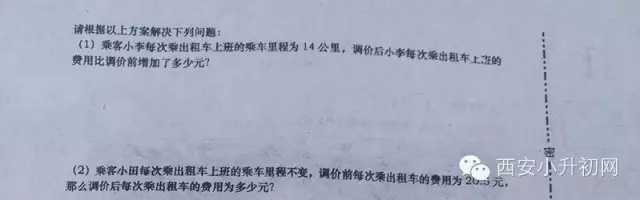 请根据以上方案解决下列问题：
（1）乘客小李每次乘出租车上班的乘车里程为 14 公里，调价后小李每次乘出租车上班的
费用比调价前增加了多少元？
密
（2）乘客小田每次乘出租车上班的乘车里程不变，调价前每次乘出租车的费用为 20.5 元，
那么调价后每次乘出租车的费用为多少元？
西安小升初网